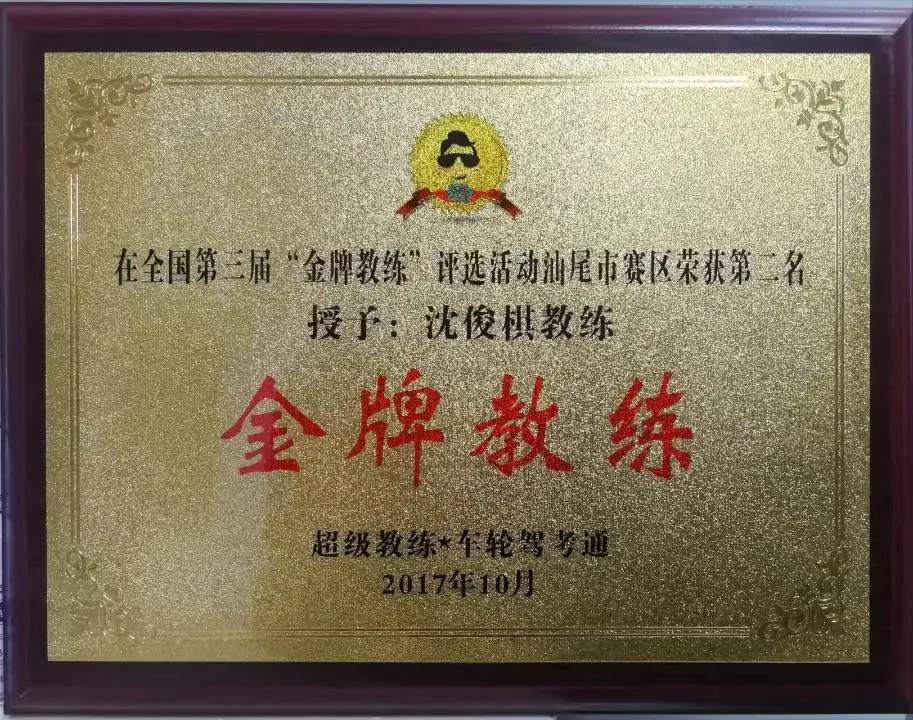 在全国第三届“金牌教练”评选活动汕尾市赛区荣获第二名
授予：沈俊棋教练
金牌教练
超级教练*车轮驾考通
2017年10月